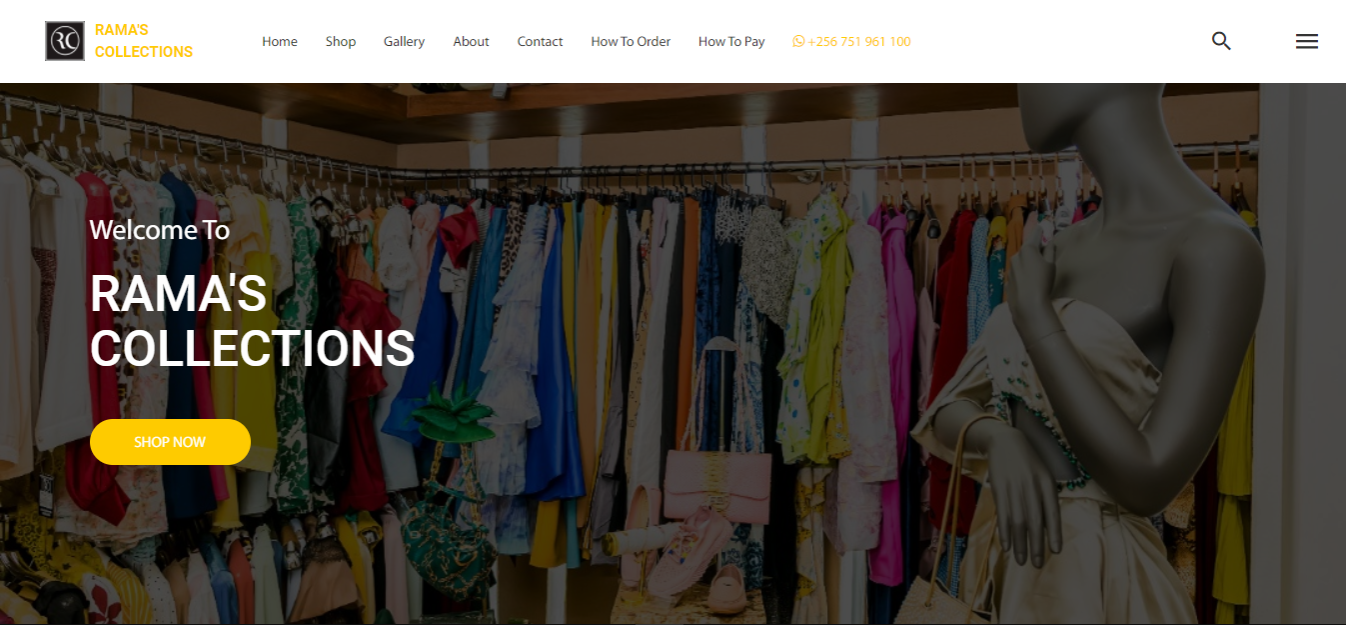 RAMA'S
COLLECTIONS
Home Shop Gallery About Contact How To Order How To Pay +256 751 961 100
Welcome To
RAMA'S
COLLECTIONS
SHOP NOW